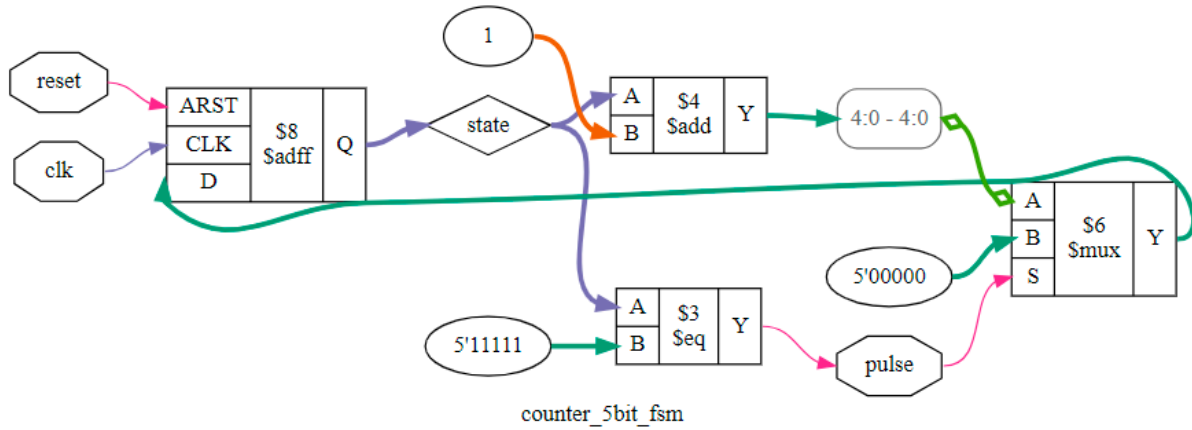 reset
clk
ARST
CLK
D
$8
$adff
Q
state
1
A
B
$4
$add
Y
4:0 - 4:0
5'11111
A
B
$3
$eq
Y
pulse
5'00000
A
B
S
$6
$mux
Y
counter_5bit_fsm